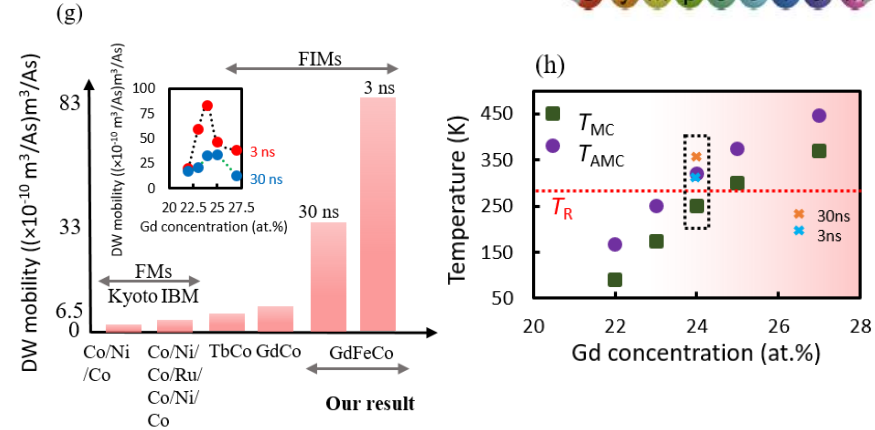 (g)
DW mobility ((×10⁻¹⁰ m³/As)m³/As)
83
33
6.5
0
FIMs
3 ns
30 ns
FMs
Kyoto IBM
DW mobility ((×10⁻¹⁰ m³/As)m³/As)
100
75
50
25
0
3 ns
30 ns
20 22.5 25 27.5
Gd concentration (at.%)
Co/Ni
/Co
Co/Ni/
Co/Ru/
Co/Ni/
Co
TbCo GdCo
GdFeCo
Our result
(h)
Temperature (K)
450
350
250
150
50
T_MC
T_AMC
T_R
30ns
3ns
20 22 24 26 28
Gd concentration (at.%)